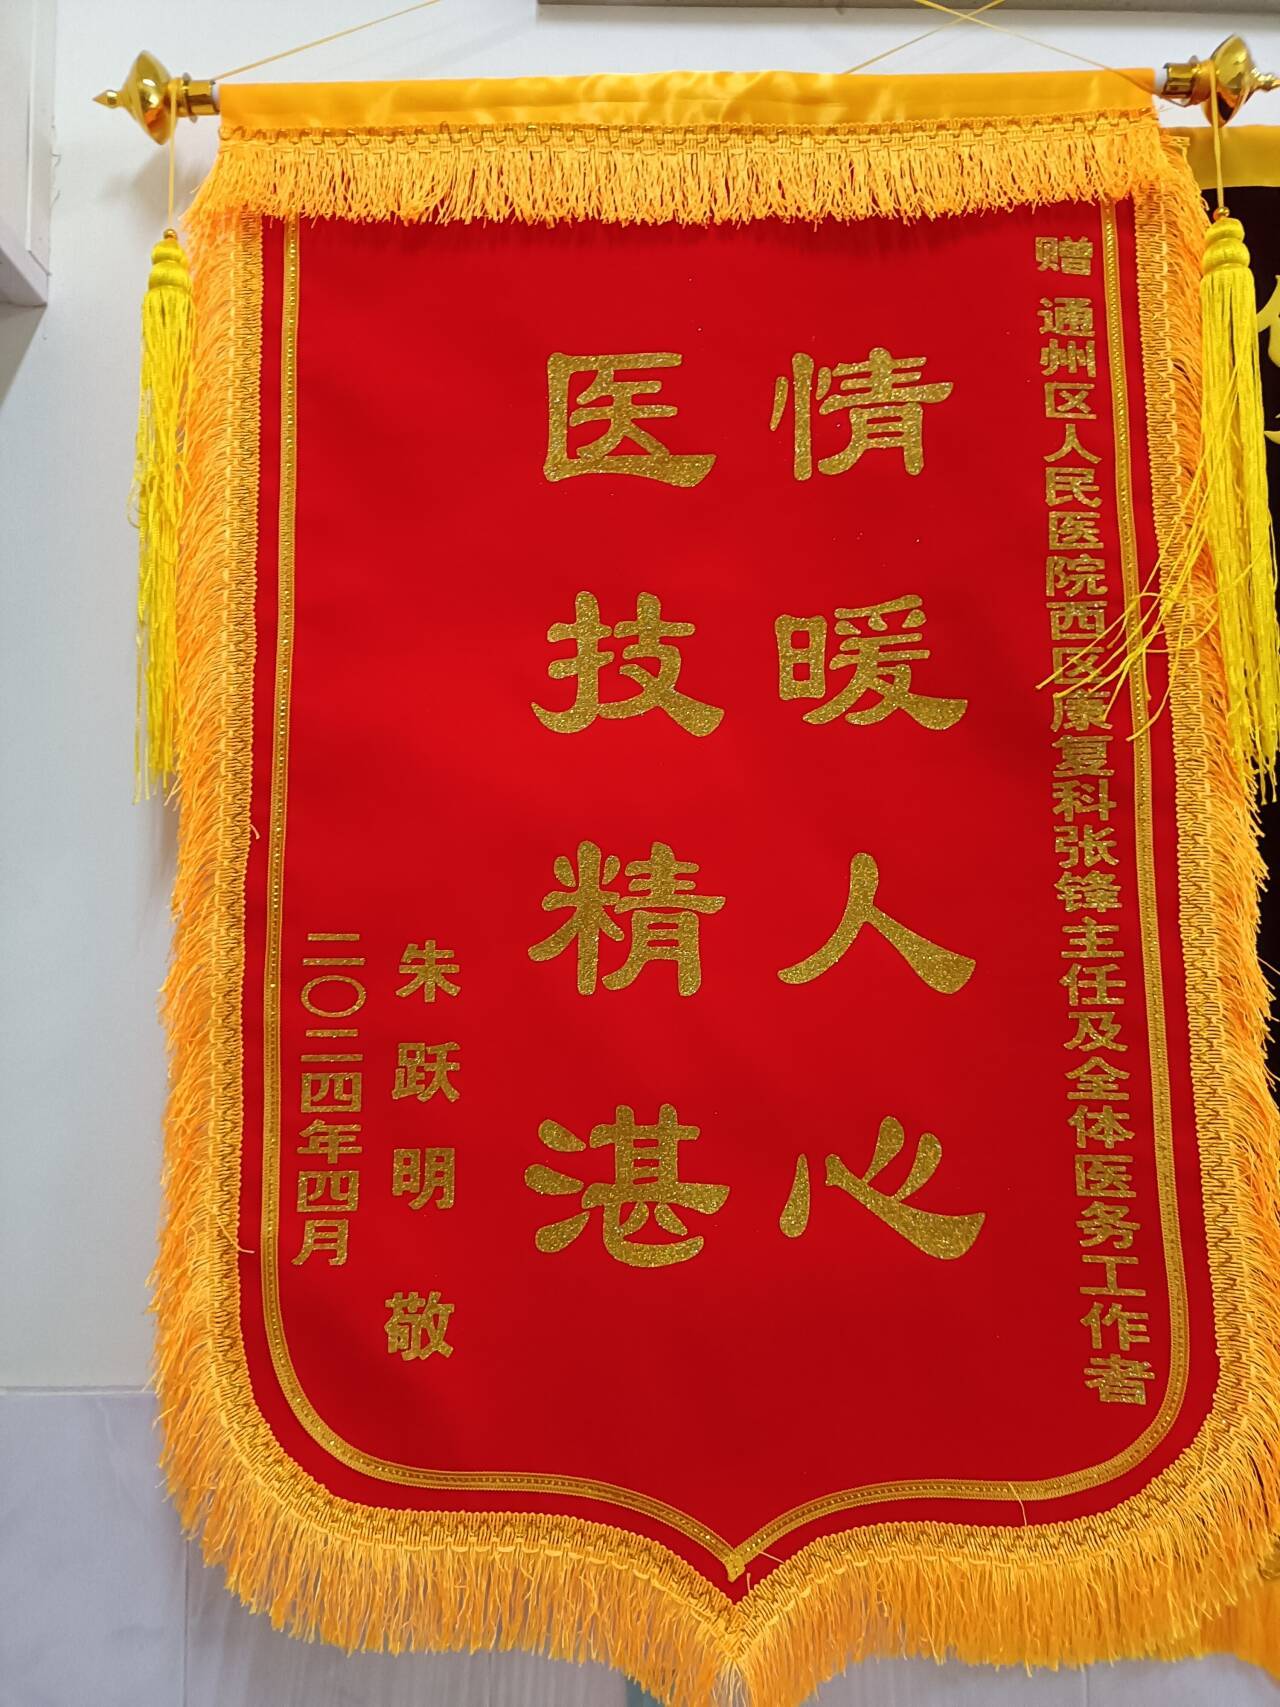 赠 通州区人民医院西区康复科张锋主任及全体医务工作者
情暖人心
医技精湛
朱跃明 敬
二〇二四年四月